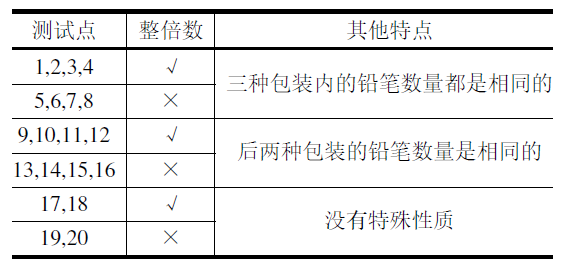 测试点 整倍数 其他特点
1,2,3,4 √ 三种包装内的铅笔数量都是相同的
5,6,7,8 ×
9,10,11,12 √ 后两种包装的铅笔数量是相同的
13,14,15,16 ×
17,18 √ 没有特殊性质
19,20 ×